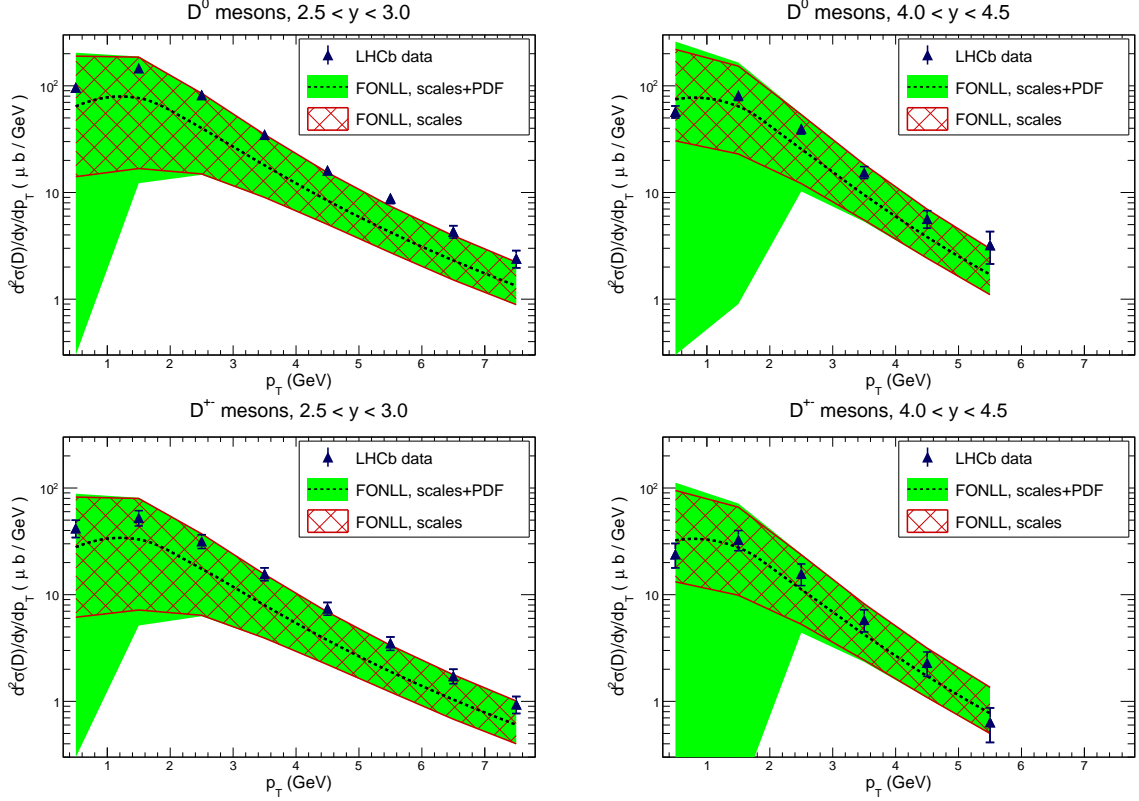 D⁰ mesons, 2.5 < y < 3.0
d²σ(D)/dy/dp_T ( μ b / GeV )
10²
10
1
LHCb data
FONLL, scales+PDF
FONLL, scales
1 2 3 4 5 6 7
p_T (GeV)
D⁰ mesons, 4.0 < y < 4.5
d²σ(D)/dy/dp_T ( μ b / GeV )
10²
10
1
LHCb data
FONLL, scales+PDF
FONLL, scales
1 2 3 4 5 6 7
p_T (GeV)
D⁺⁻ mesons, 2.5 < y < 3.0
d²σ(D)/dy/dp_T ( μ b / GeV )
10²
10
1
LHCb data
FONLL, scales+PDF
FONLL, scales
1 2 3 4 5 6 7
p_T (GeV)
D⁺⁻ mesons, 4.0 < y < 4.5
d²σ(D)/dy/dp_T ( μ b / GeV )
10²
10
1
LHCb data
FONLL, scales+PDF
FONLL, scales
1 2 3 4 5 6 7
p_T (GeV)